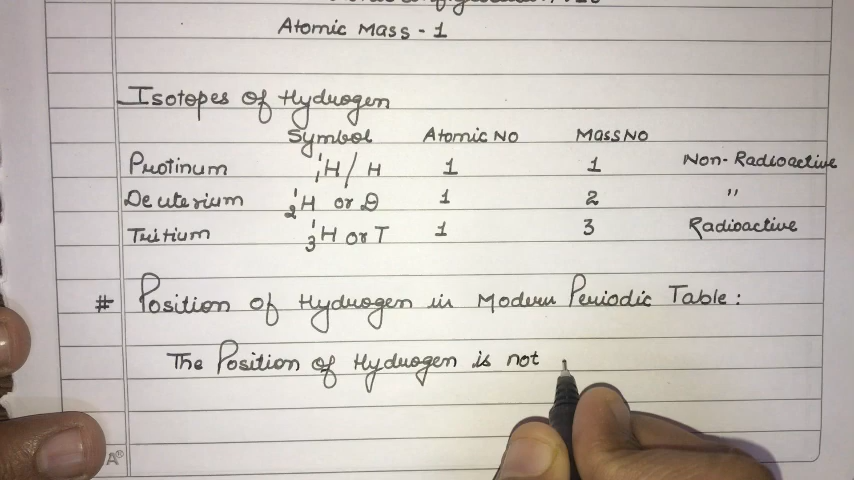 Atomic Mass - 1
Isotopes of Hydrogen
Symbol Atomic No Mass No
Protinum ¹₁H / H 1 1 Non-Radioactive
Deuterium ¹₂H or D 1 2 "
Tritium ¹₃H or T 1 3 Radioactive
# Position of Hydrogen in Modern Periodic Table :
The Position of Hydrogen is not
A®